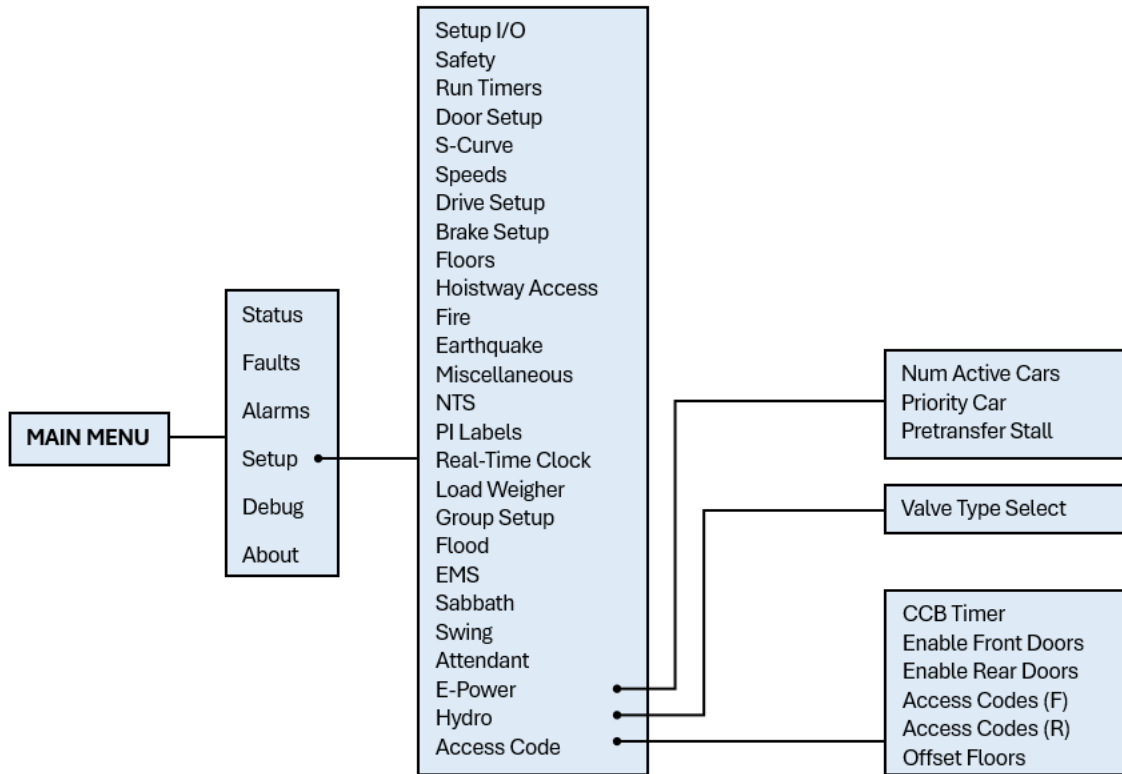 MAIN MENU
Status
Faults
Alarms
Setup
Debug
About
Setup I/O
Safety
Run Timers
Door Setup
S-Curve
Speeds
Drive Setup
Brake Setup
Floors
Hoistway Access
Fire
Earthquake
Miscellaneous
NTS
PI Labels
Real-Time Clock
Load Weigher
Group Setup
Flood
EMS
Sabbath
Swing
Attendant
E-Power
Hydro
Access Code
Num Active Cars
Priority Car
Pretransfer Stall
Valve Type Select
CCB Timer
Enable Front Doors
Enable Rear Doors
Access Codes (F)
Access Codes (R)
Offset Floors